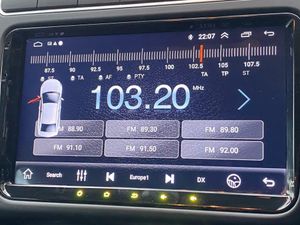 22:07
87.5 90 92.5 95 97.5 100 102.5 105 107.5
ST AF PTY TA TP ST
103.20 MHz
FM 88.90 FM 89.30 FM 89.80
FM 91.10 FM 91.50 FM 92.00
Search Europe1 DX